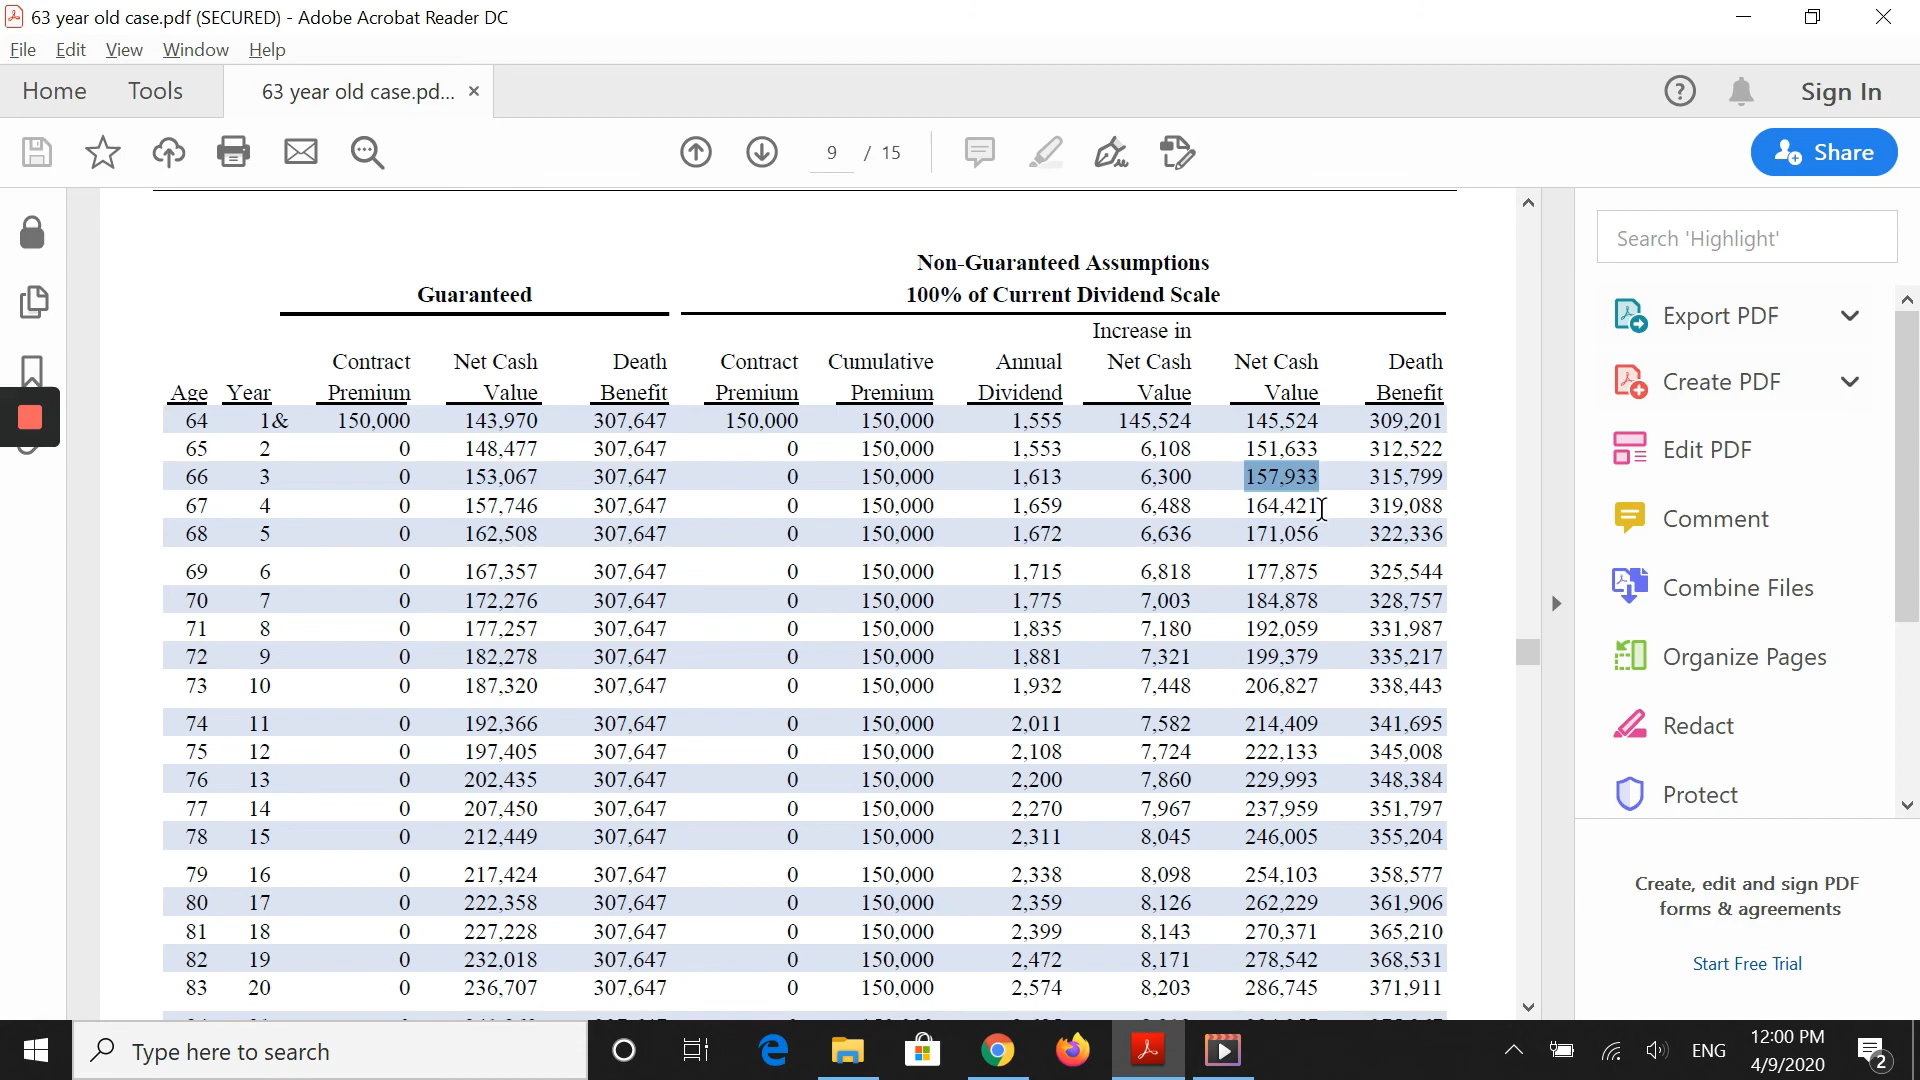 63 year old case.pdf (SECURED) - Adobe Acrobat Reader DC
File Edit View Window Help
Home Tools 63 year old case.pd... × Sign In
9 / 15 Share
Search 'Highlight'
Export PDF
Create PDF
Edit PDF
Comment
Combine Files
Organize Pages
Redact
Protect
Create, edit and sign PDF
forms & agreements
Start Free Trial
Non-Guaranteed Assumptions
Guaranteed 100% of Current Dividend Scale
Increase in
Contract Net Cash Death Contract Cumulative Annual Net Cash Net Cash Death
Age Year Premium Value Benefit Premium Premium Dividend Value Value Benefit
64 1& 150,000 143,970 307,647 150,000 150,000 1,555 145,524 145,524 309,201
65 2 0 148,477 307,647 0 150,000 1,553 6,108 151,633 312,522
66 3 0 153,067 307,647 0 150,000 1,613 6,300 157,933 315,799
67 4 0 157,746 307,647 0 150,000 1,659 6,488 164,421 319,088
68 5 0 162,508 307,647 0 150,000 1,672 6,636 171,056 322,336
69 6 0 167,357 307,647 0 150,000 1,715 6,818 177,875 325,544
70 7 0 172,276 307,647 0 150,000 1,775 7,003 184,878 328,757
71 8 0 177,257 307,647 0 150,000 1,835 7,180 192,059 331,987
72 9 0 182,278 307,647 0 150,000 1,881 7,321 199,379 335,217
73 10 0 187,320 307,647 0 150,000 1,932 7,448 206,827 338,443
74 11 0 192,366 307,647 0 150,000 2,011 7,582 214,409 341,695
75 12 0 197,405 307,647 0 150,000 2,108 7,724 222,133 345,008
76 13 0 202,435 307,647 0 150,000 2,200 7,860 229,993 348,384
77 14 0 207,450 307,647 0 150,000 2,270 7,967 237,959 351,797
78 15 0 212,449 307,647 0 150,000 2,311 8,045 246,005 355,204
79 16 0 217,424 307,647 0 150,000 2,338 8,098 254,103 358,577
80 17 0 222,358 307,647 0 150,000 2,359 8,126 262,229 361,906
81 18 0 227,228 307,647 0 150,000 2,399 8,143 270,371 365,210
82 19 0 232,018 307,647 0 150,000 2,472 8,171 278,542 368,531
83 20 0 236,707 307,647 0 150,000 2,574 8,203 286,745 371,911
Type here to search
ENG
12:00 PM
4/9/2020
2